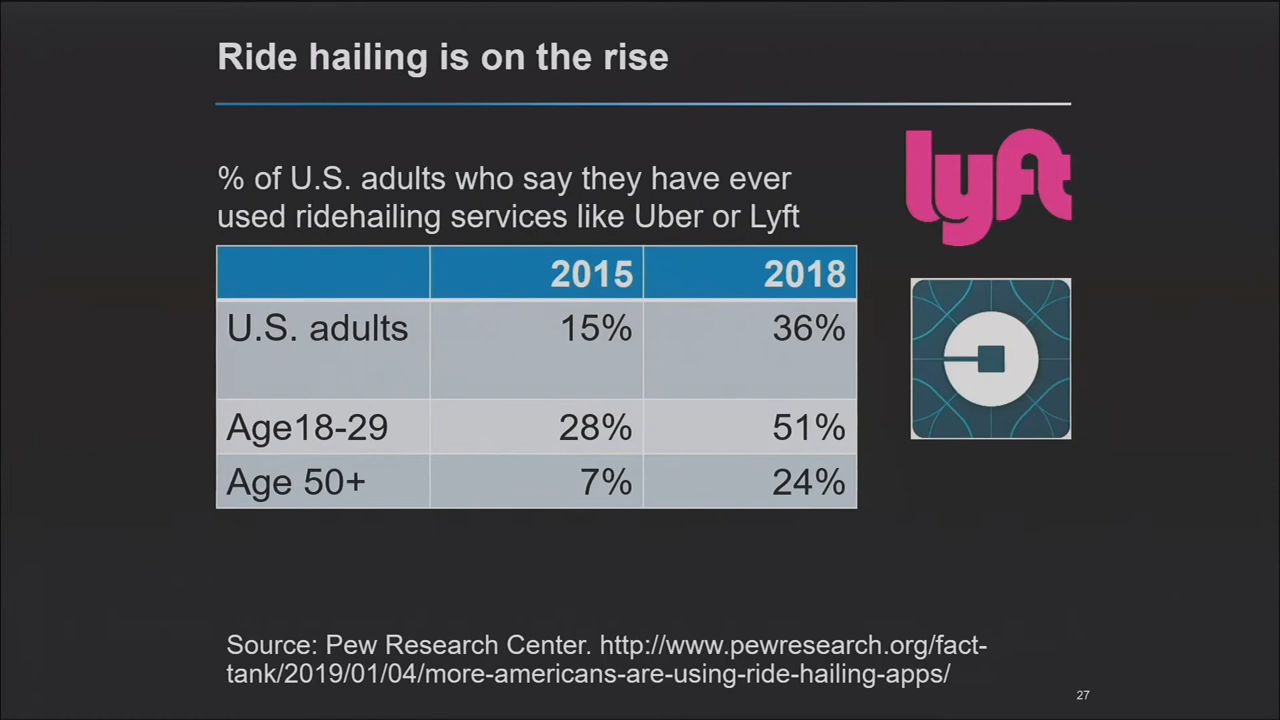 Ride hailing is on the rise
% of U.S. adults who say they have ever
used ridehailing services like Uber or Lyft
lyft
2015 2018
U.S. adults 15% 36%
Age18-29 28% 51%
Age 50+ 7% 24%
Source: Pew Research Center. http://www.pewresearch.org/fact-
tank/2019/01/04/more-americans-are-using-ride-hailing-apps/
27